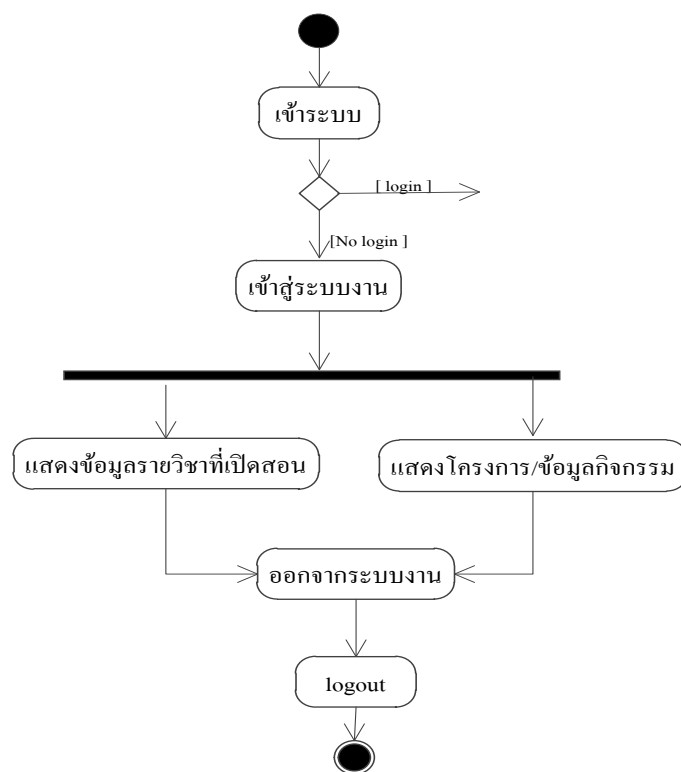 เข้าระบบ
[ login ]
[No login ]
เข้าสู่ระบบงาน
แสดงข้อมูลรายวิชาที่เปิดสอน
แสดงโครงการ/ข้อมูลกิจกรรม
ออกจากระบบงาน
logout